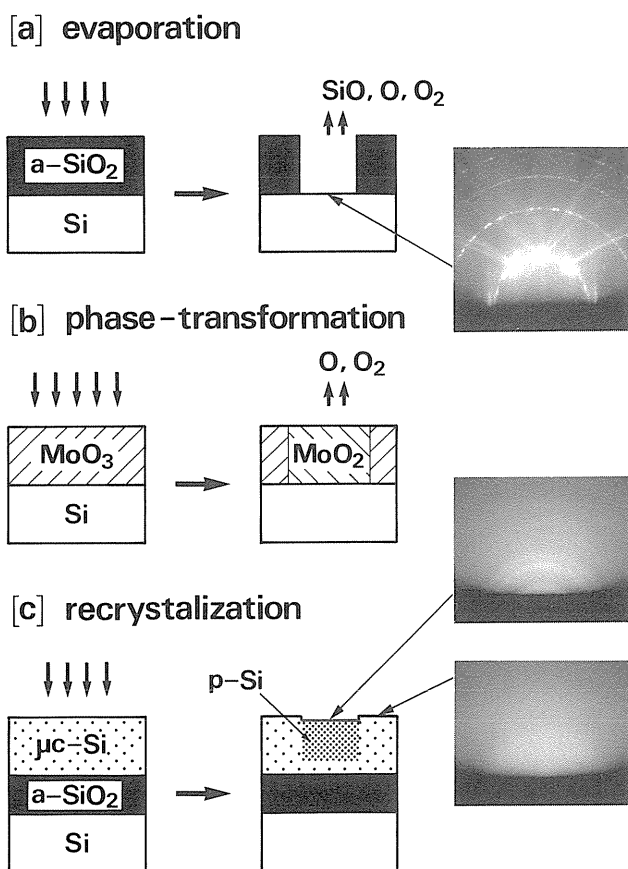 [a] evaporation
SiO, O, O₂
a-SiO₂
Si
[b] phase-transformation
O, O₂
MoO₃
MoO₂
Si
[c] recrystalization
p-Si
µc-Si
a-SiO₂
Si